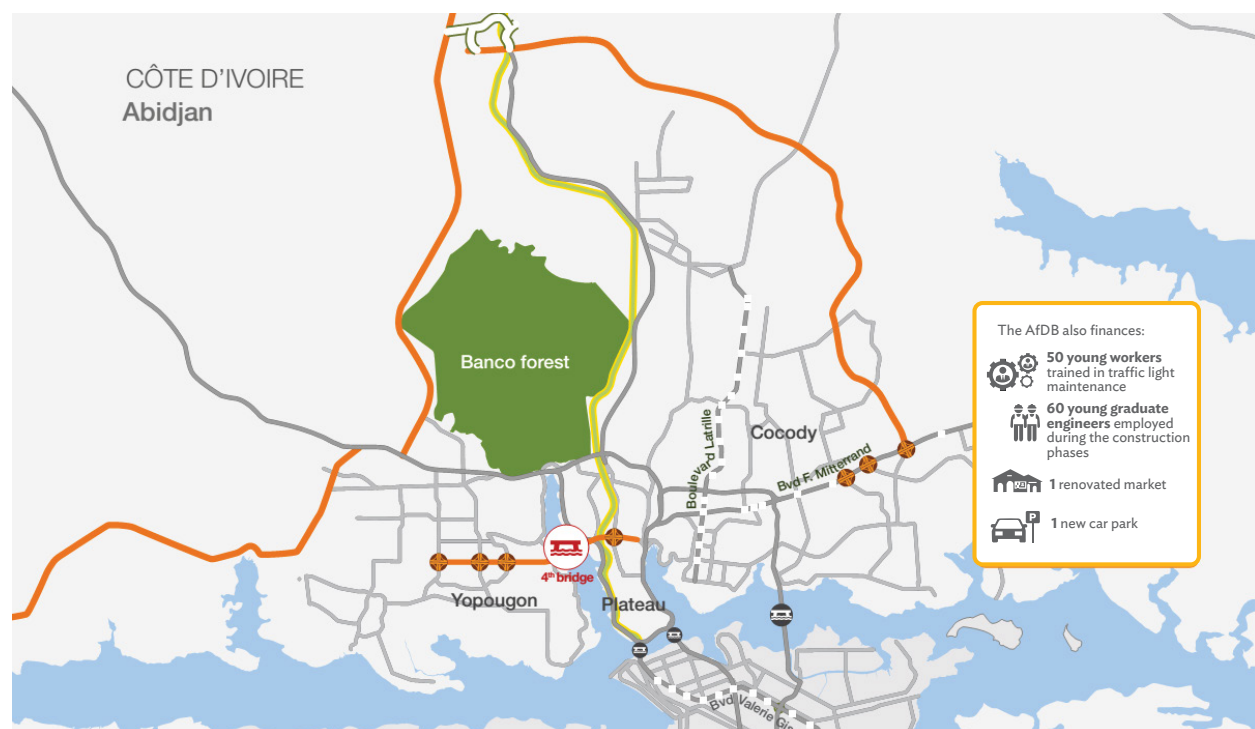 CÔTE D'IVOIRE
Abidjan
Banco forest
Boulevard Latrille
Cocody
Bvd F. Mitterrand
4th bridge
Yopougon
Plateau
Bvd Valerie
The AfDB also finances:
50 young workers
trained in traffic light
maintenance
60 young graduate
engineers employed
during the construction
phases
1 renovated market
1 new car park
P